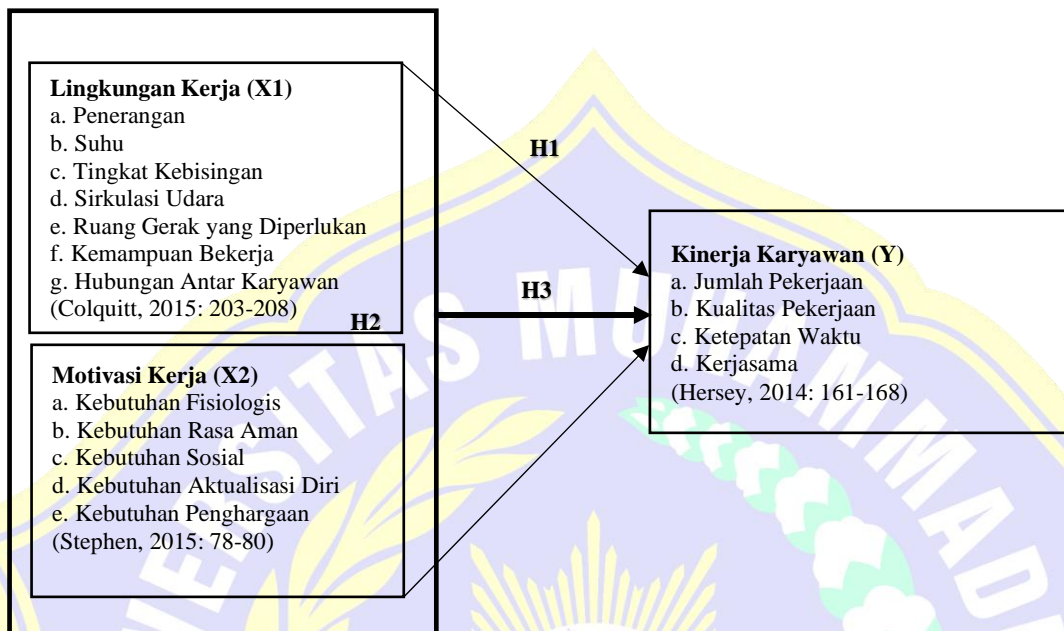 Lingkungan Kerja (X1)
a. Penerangan
b. Suhu
c. Tingkat Kebisingan
d. Sirkulasi Udara
e. Ruang Gerak yang Diperlukan
f. Kemampuan Bekerja
g. Hubungan Antar Karyawan
(Colquitt, 2015: 203-208)
H1
H2
H3
Motivasi Kerja (X2)
a. Kebutuhan Fisiologis
b. Kebutuhan Rasa Aman
c. Kebutuhan Sosial
d. Kebutuhan Aktualisasi Diri
e. Kebutuhan Penghargaan
(Stephen, 2015: 78-80)
Kinerja Karyawan (Y)
a. Jumlah Pekerjaan
b. Kualitas Pekerjaan
c. Ketepatan Waktu
d. Kerjasama
(Hersey, 2014: 161-168)